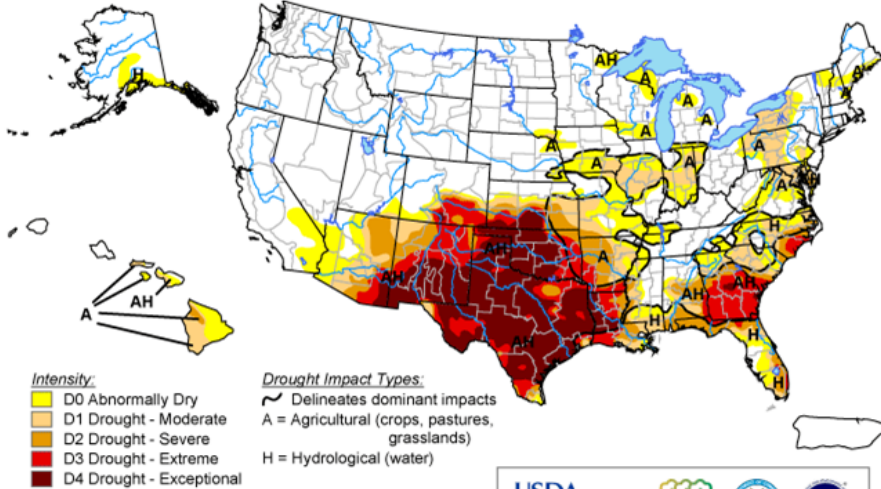 H
AH
A
A
A
A
A
A
A
A
A
A
A
AH
A
H
AH
AH
A
AH
AH
H
H
AH
H
A
AH
Intensity:
D0 Abnormally Dry
D1 Drought - Moderate
D2 Drought - Severe
D3 Drought - Extreme
D4 Drought - Exceptional
Drought Impact Types:
Delineates dominant impacts
A = Agricultural (crops, pastures,
grasslands)
H = Hydrological (water)
USDA